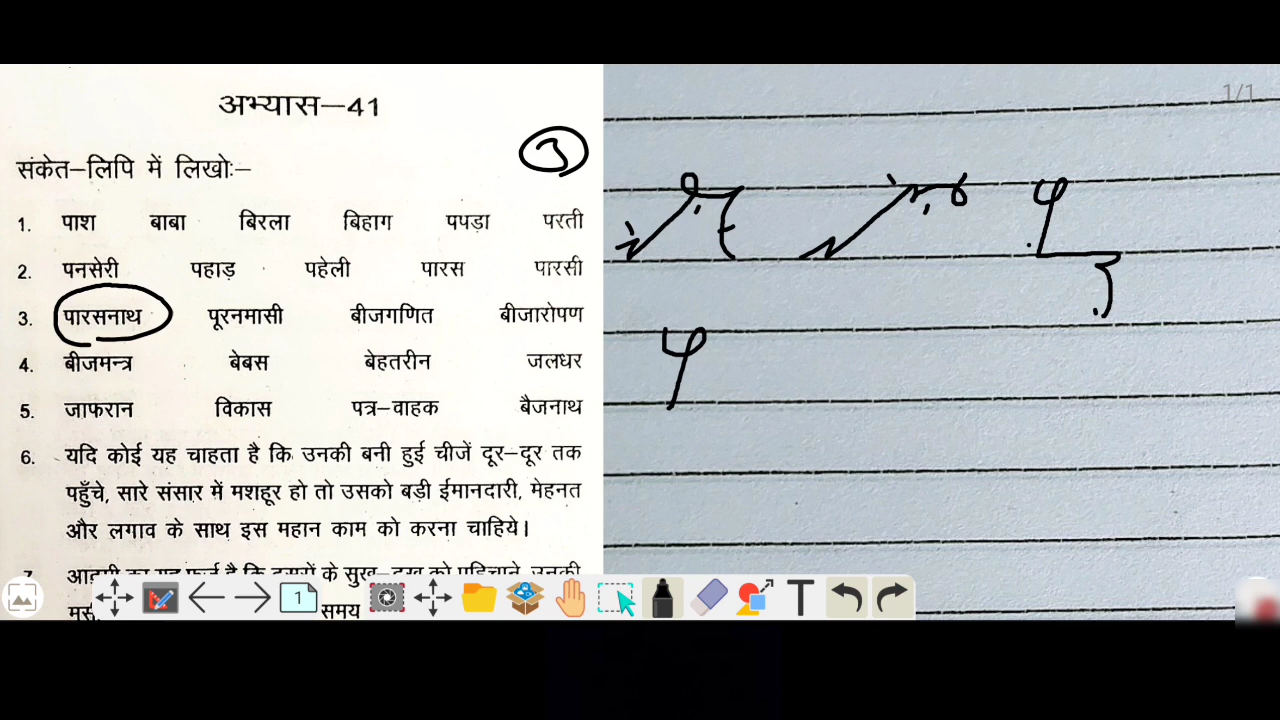 अभ्यास–41
संकेत–लिपि में लिखोः–
1. पाश बाबा बिरला बिहाग पपड़ा परती
2. पनसेरी पहाड़ पहेली पारस पारसी
3. पारसनाथ पूरनमासी बीजगणित बीजारोपण
4. बीजमन्त्र बेबस बेहतरीन जलधर
5. जाफरान विकास पत्र–वाहक बैजनाथ
6. यदि कोई यह चाहता है कि उनकी बनी हुई चीजें दूर–दूर तक
पहुँचे, सारे संसार में मशहूर हो तो उसको बड़ी ईमानदारी, मेहनत
और लगाव के साथ इस महान काम को करना चाहिये।
सुख–दुख को पहिचाने, उनकी
समय
1/1
1
T